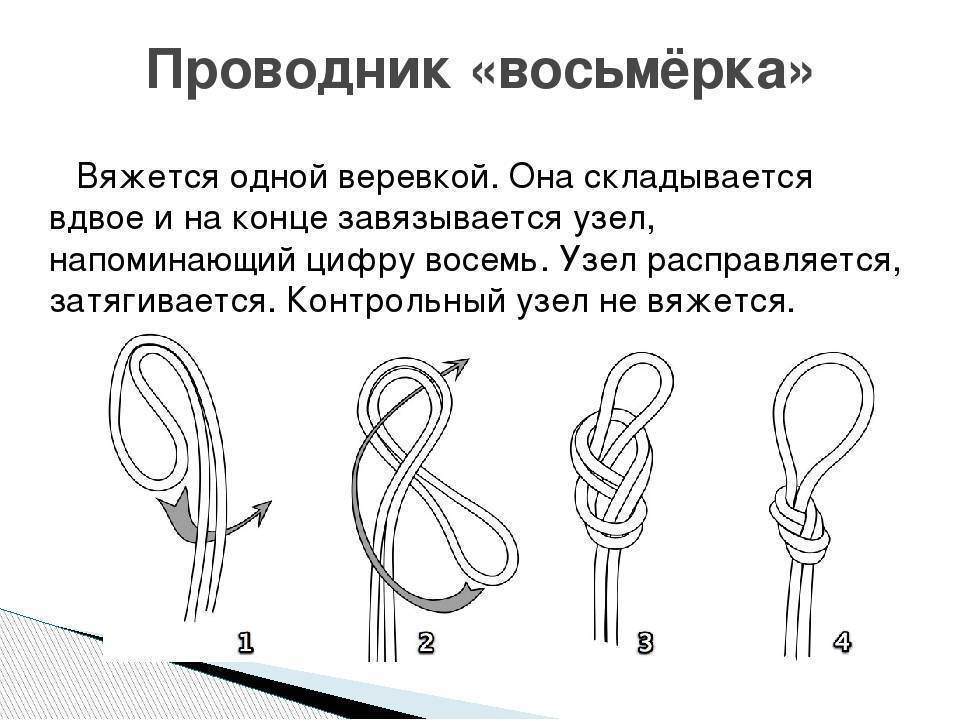 Проводник «восьмёрка»
Вяжется одной веревкой. Она складывается
вдвое и на конце завязывается узел,
напоминающий цифру восемь. Узел расправляется,
затягивается. Контрольный узел не вяжется.
1 2 3 4